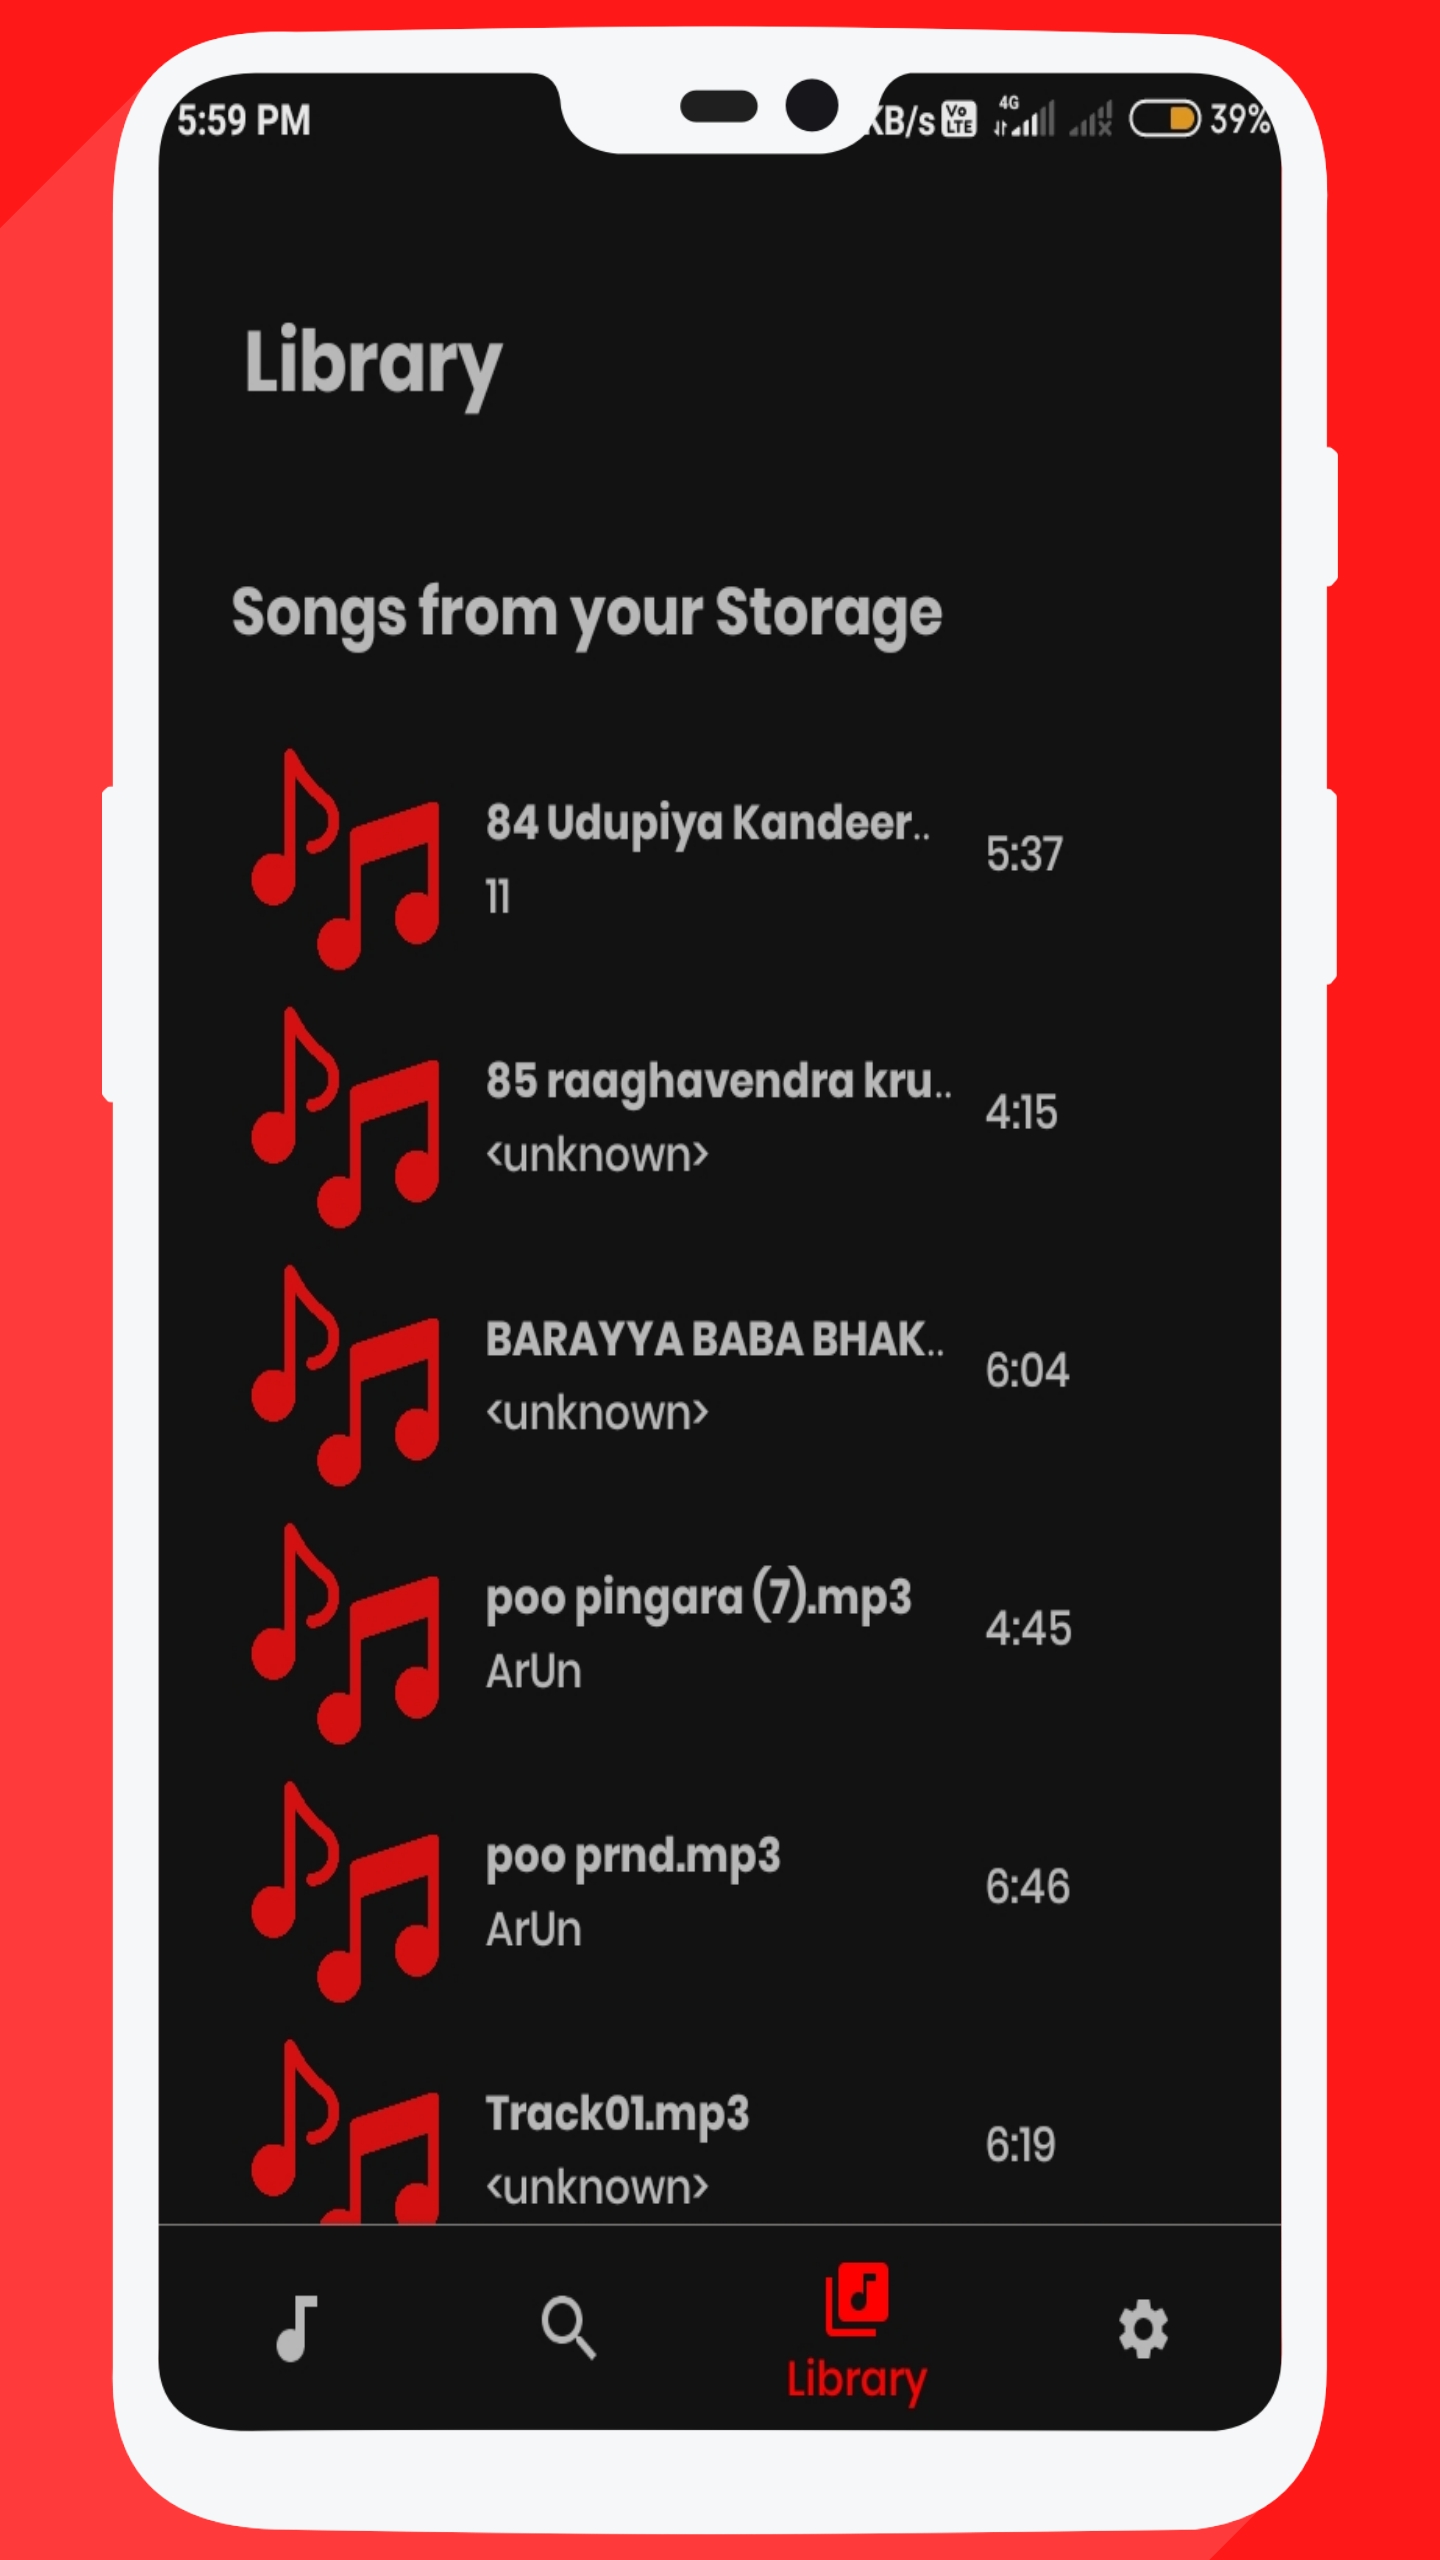 5:59 PM
KB/s Vo LTE 4G 39%
Library
Songs from your Storage
84 Udupiya Kandeer..
11
5:37
85 raaghavendra kru..
<unknown>
4:15
BARAYYA BABA BHAK..
<unknown>
6:04
poo pingara (7).mp3
ArUn
4:45
poo prnd.mp3
ArUn
6:46
Track01.mp3
<unknown>
6:19
Library